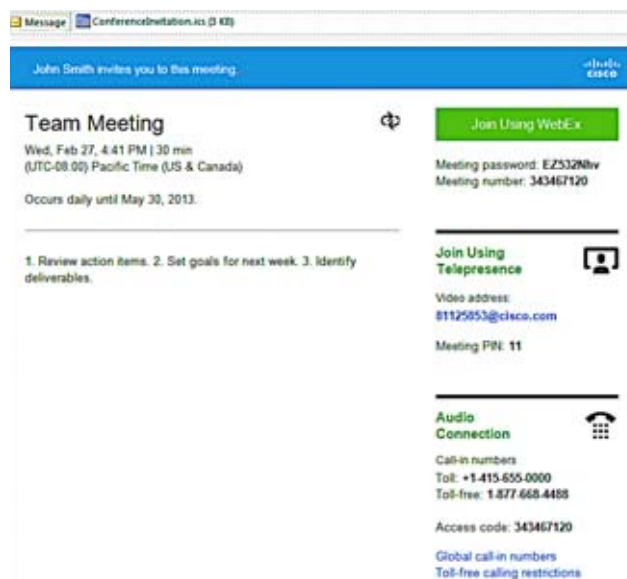 Message ConferenceInvitation.ics (3 KB)
John Smith invites you to this meeting.
cisco
Team Meeting
Wed, Feb 27, 4:41 PM | 30 min
(UTC-08:00) Pacific Time (US & Canada)
Occurs daily until May 30, 2013.
1. Review action items. 2. Set goals for next week. 3. Identify
deliverables.
Join Using WebEx
Meeting password: EZ532Nhv
Meeting number: 343467120
Join Using
Telepresence
Video address:
81125853@cisco.com
Meeting PIN: 11
Audio
Connection
Call-in numbers
Toll: +1-415-655-0000
Toll-free: 1-877-668-4488
Access code: 343467120
Global call-in numbers
Toll-free calling restrictions